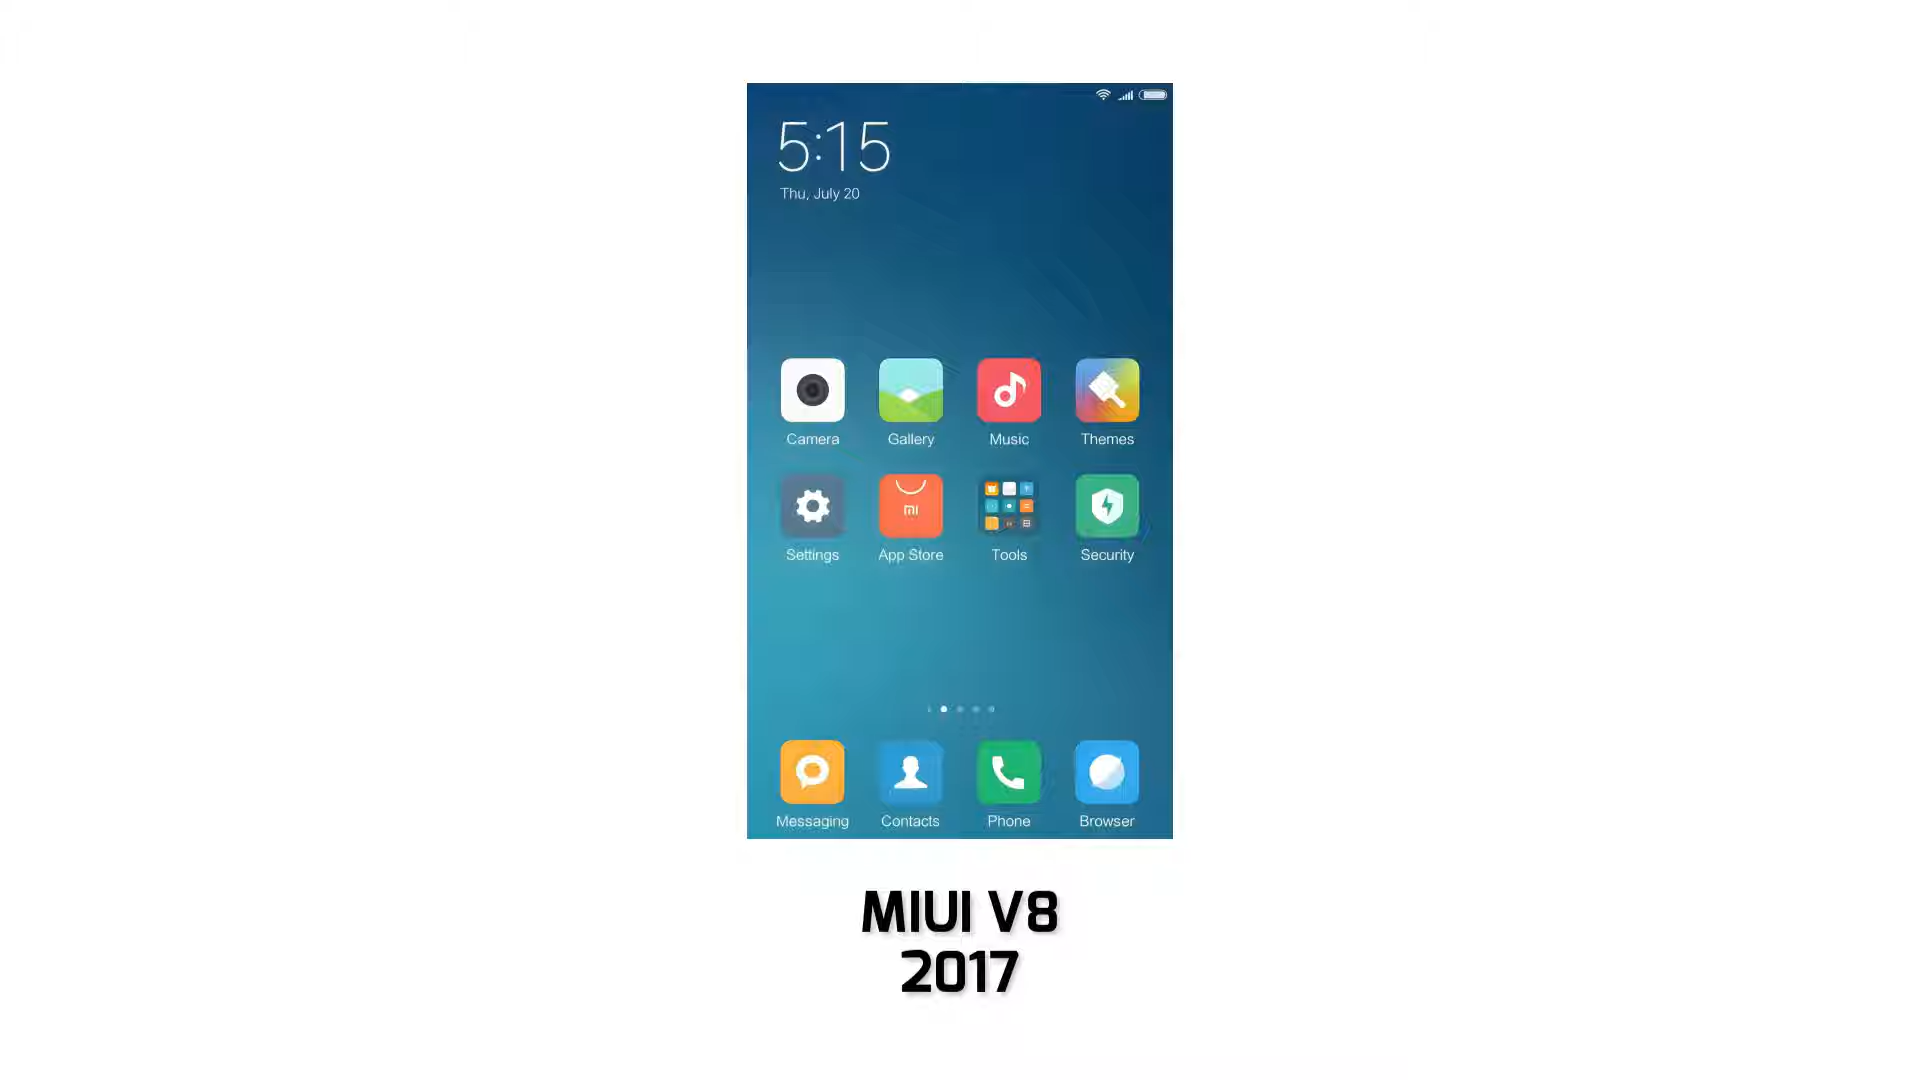 5:15
Thu, July 20
Camera Gallery Music Themes
mi
Settings App Store Tools Security
Messaging Contacts Phone Browser
MIUI V8
2017